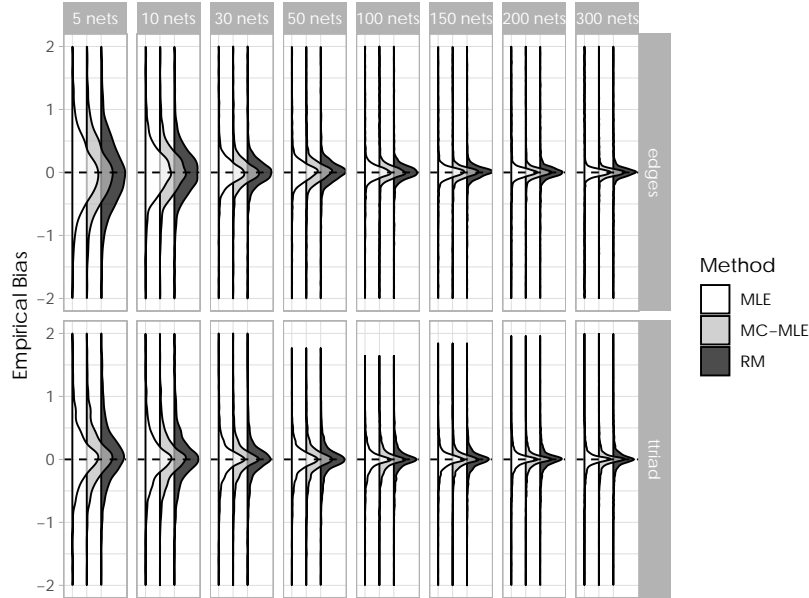 5 nets 10 nets 30 nets 50 nets 100 nets 150 nets 200 nets 300 nets
Empirical Bias
2
1
0
−1
−2
edges
2
1
0
−1
−2
ttriad
Method
MLE
MC−MLE
RM